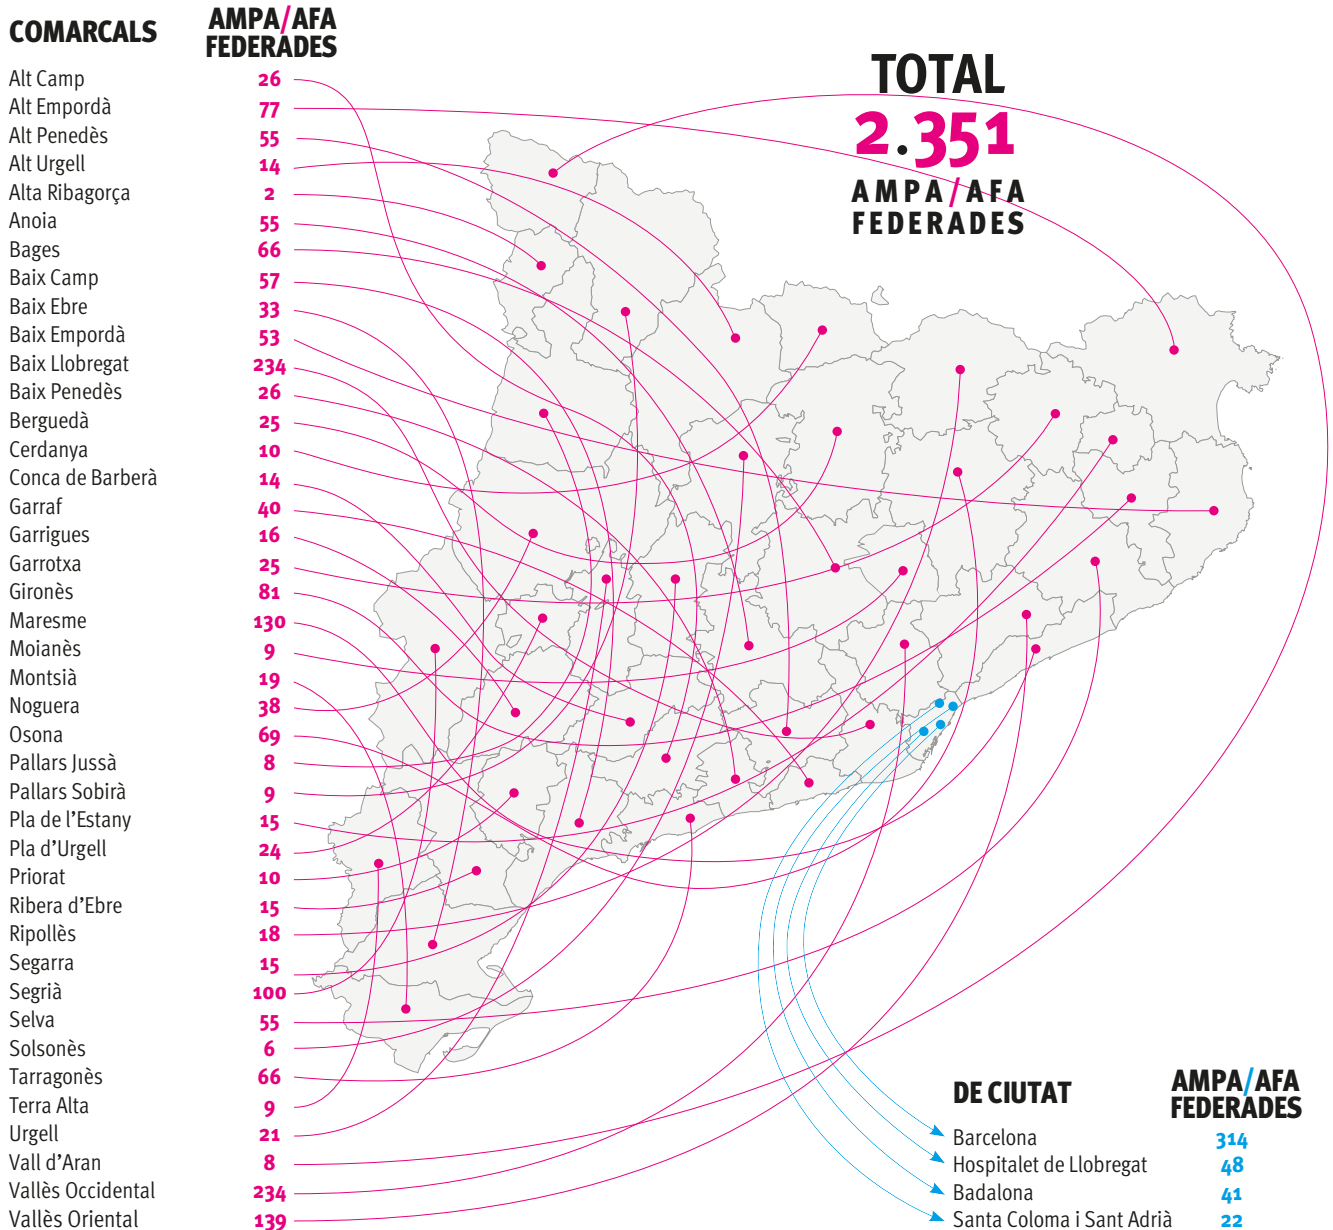 COMARCALS
AMPA/AFA
FEDERADES
Alt Camp 26
Alt Empordà 77
Alt Penedès 55
Alt Urgell 14
Alta Ribagorça 2
Anoia 55
Bages 66
Baix Camp 57
Baix Ebre 33
Baix Empordà 53
Baix Llobregat 234
Baix Penedès 26
Berguedà 25
Cerdanya 10
Conca de Barberà 14
Garraf 40
Garrigues 16
Garrotxa 25
Gironès 81
Maresme 130
Moianès 9
Montsià 19
Noguera 38
Osona 69
Pallars Jussà 8
Pallars Sobirà 9
Pla de l'Estany 15
Pla d'Urgell 24
Priorat 10
Ribera d'Ebre 15
Ripollès 18
Segarra 15
Segrià 100
Selva 55
Solsonès 6
Tarragonès 66
Terra Alta 9
Urgell 21
Vall d'Aran 8
Vallès Occidental 234
Vallès Oriental 139
TOTAL
2.351
AMPA/AFA
FEDERADES
DE CIUTAT
AMPA/AFA
FEDERADES
Barcelona 314
Hospitalet de Llobregat 48
Badalona 41
Santa Coloma i Sant Adrià 22